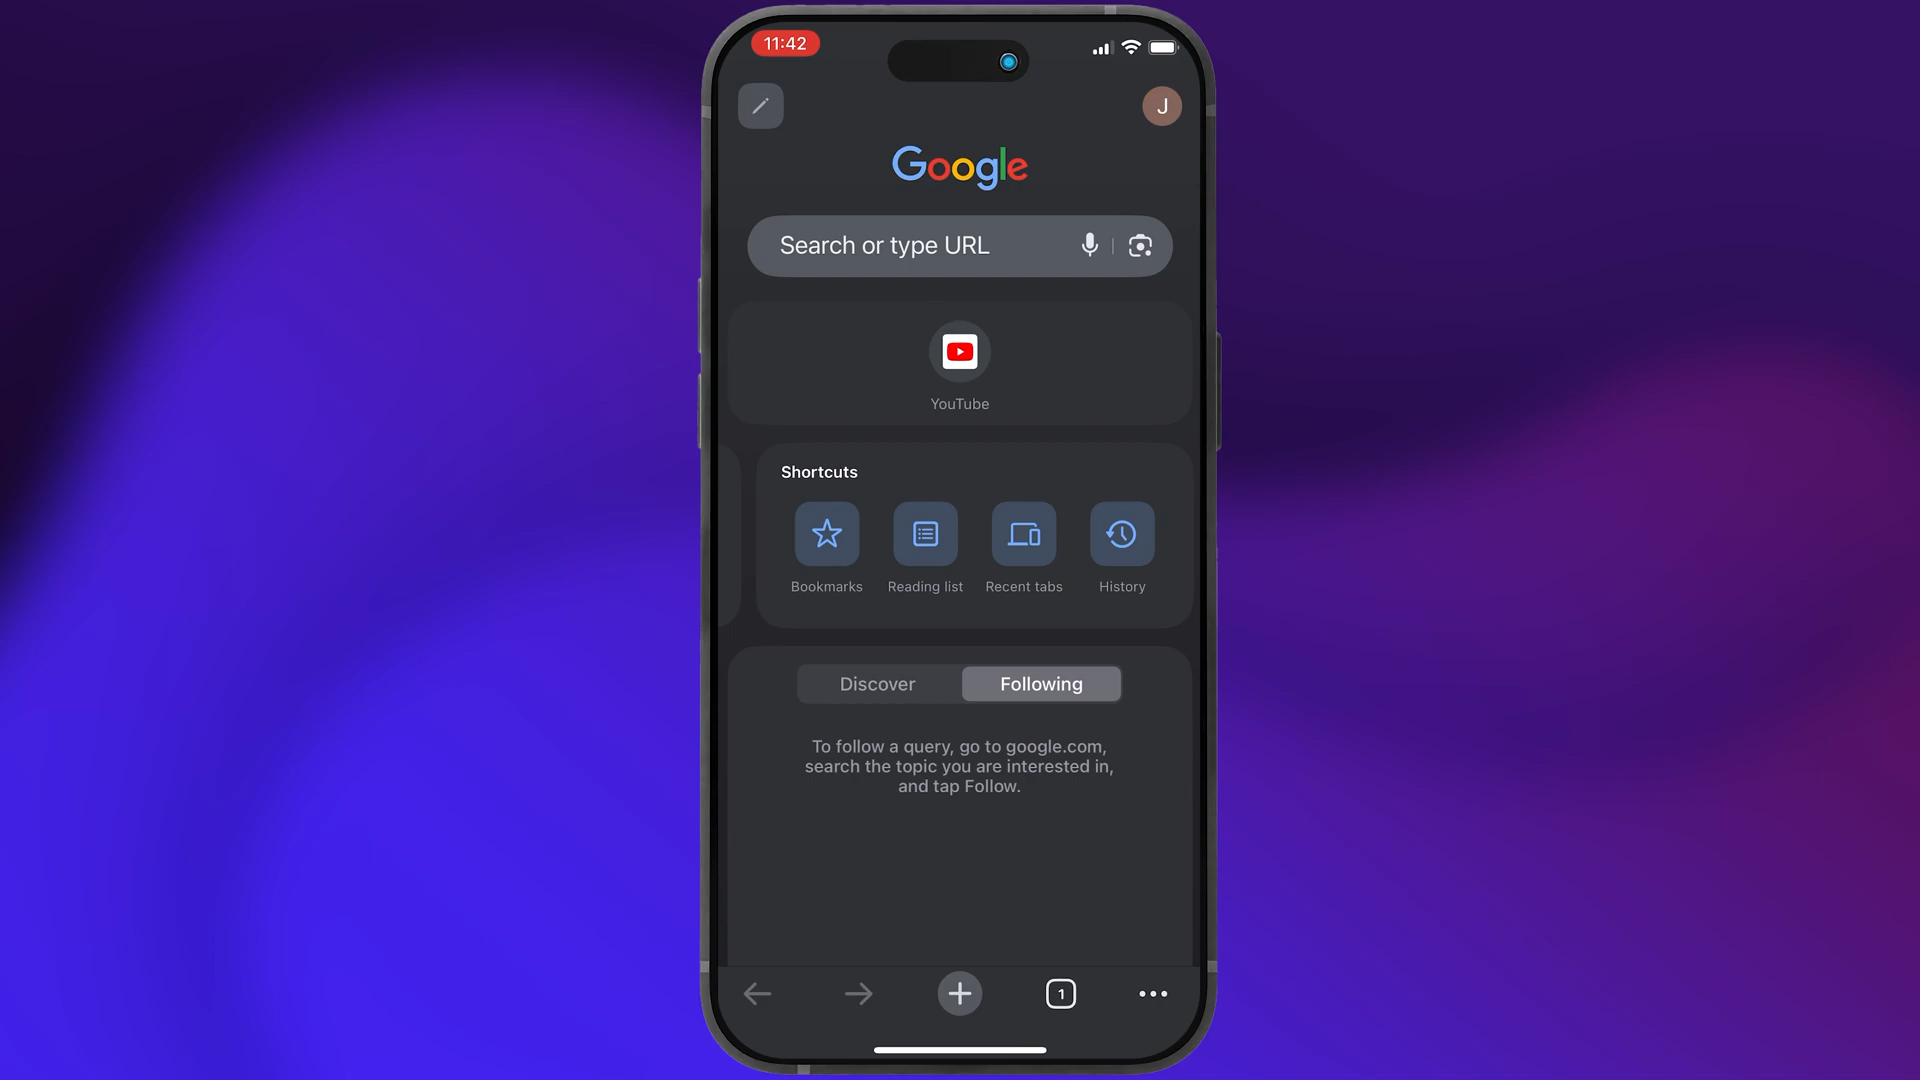 11:42
J
Google
Search or type URL
YouTube
Shortcuts
Bookmarks
Reading list
Recent tabs
History
Discover
Following
To follow a query, go to google.com,
search the topic you are interested in,
and tap Follow.
1